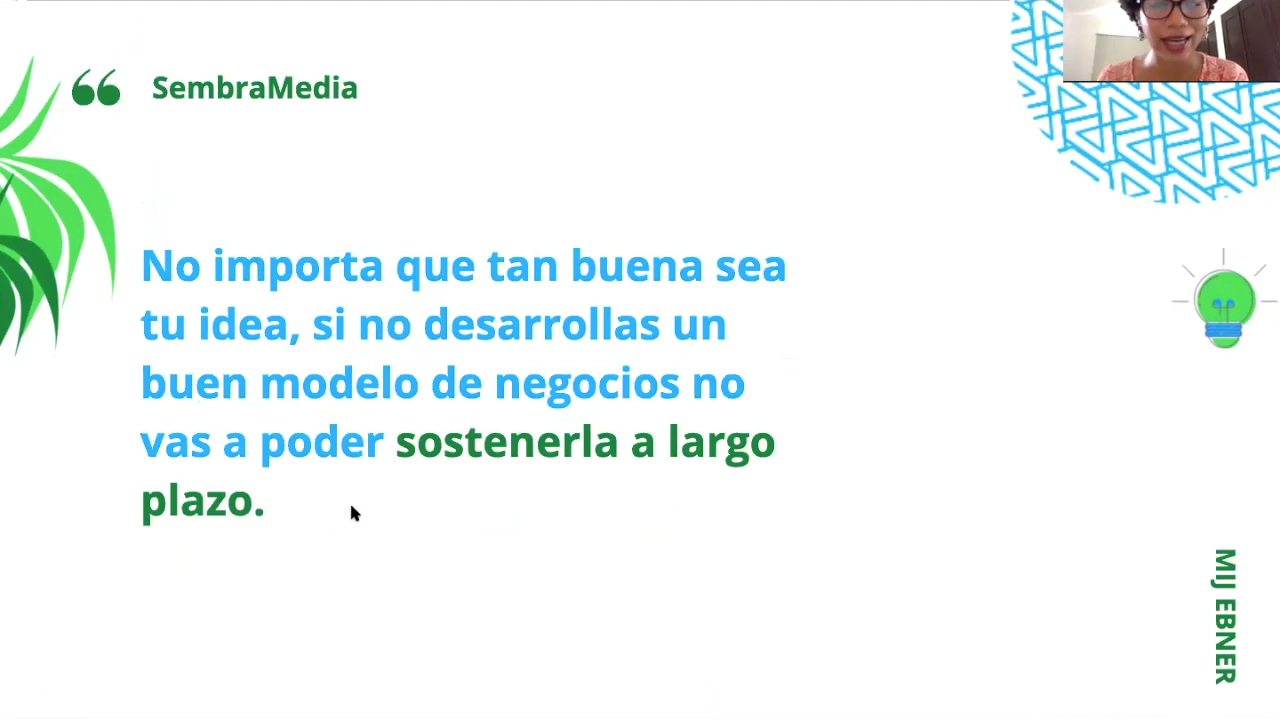 SembraMedia
No importa que tan buena sea
tu idea, si no desarrollas un
buen modelo de negocios no
vas a poder sostenerla a largo
plazo.
MIJ EBNER